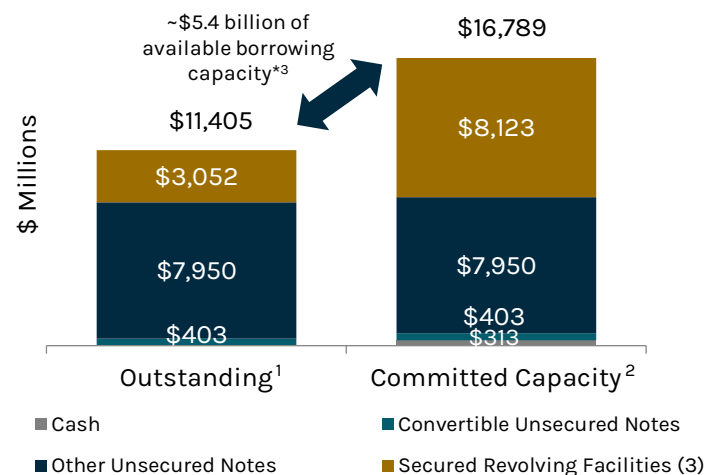 ~$5.4 billion of
available borrowing
capacity*3
$16,789
$11,405
$ Millions
$3,052
$7,950
$403
$8,123
$7,950
$403
$313
Outstanding1
Committed Capacity2
Cash
Convertible Unsecured Notes
Other Unsecured Notes
Secured Revolving Facilities (3)